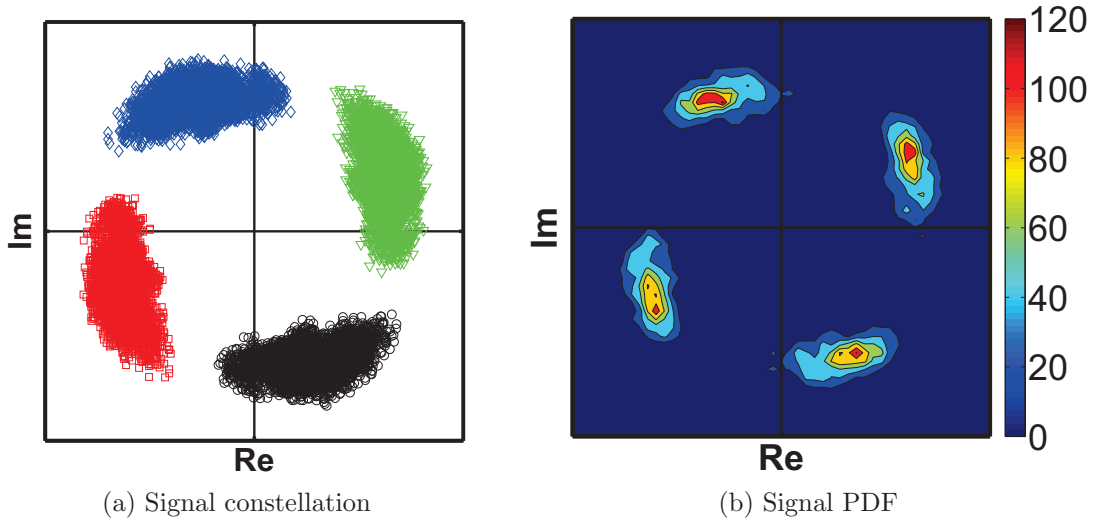 Im
Re
(a) Signal constellation
Im
Re
120
100
80
60
40
20
0
(b) Signal PDF